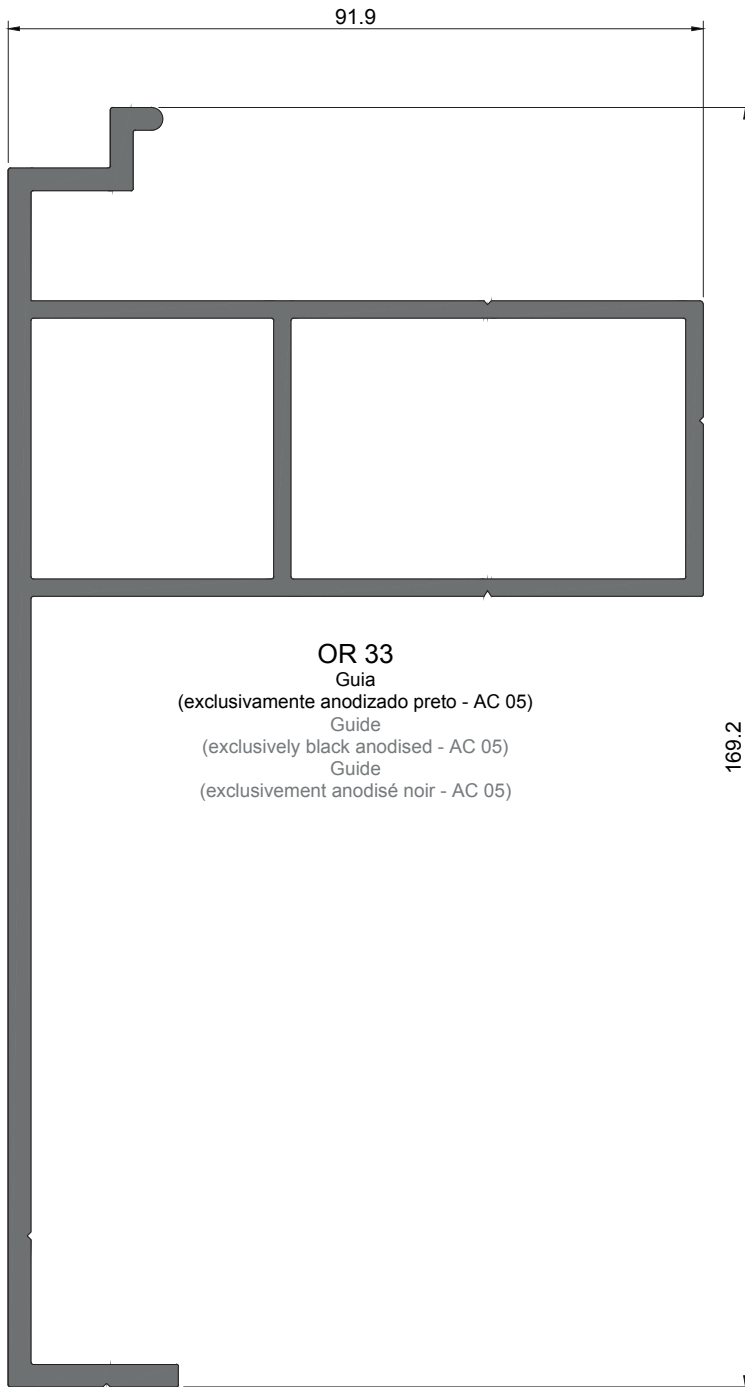 91.9
OR 33
Guia
(exclusivamente anodizado preto - AC 05)
Guide
(exclusively black anodised - AC 05)
Guide
(exclusivement anodisé noir - AC 05)
169.2